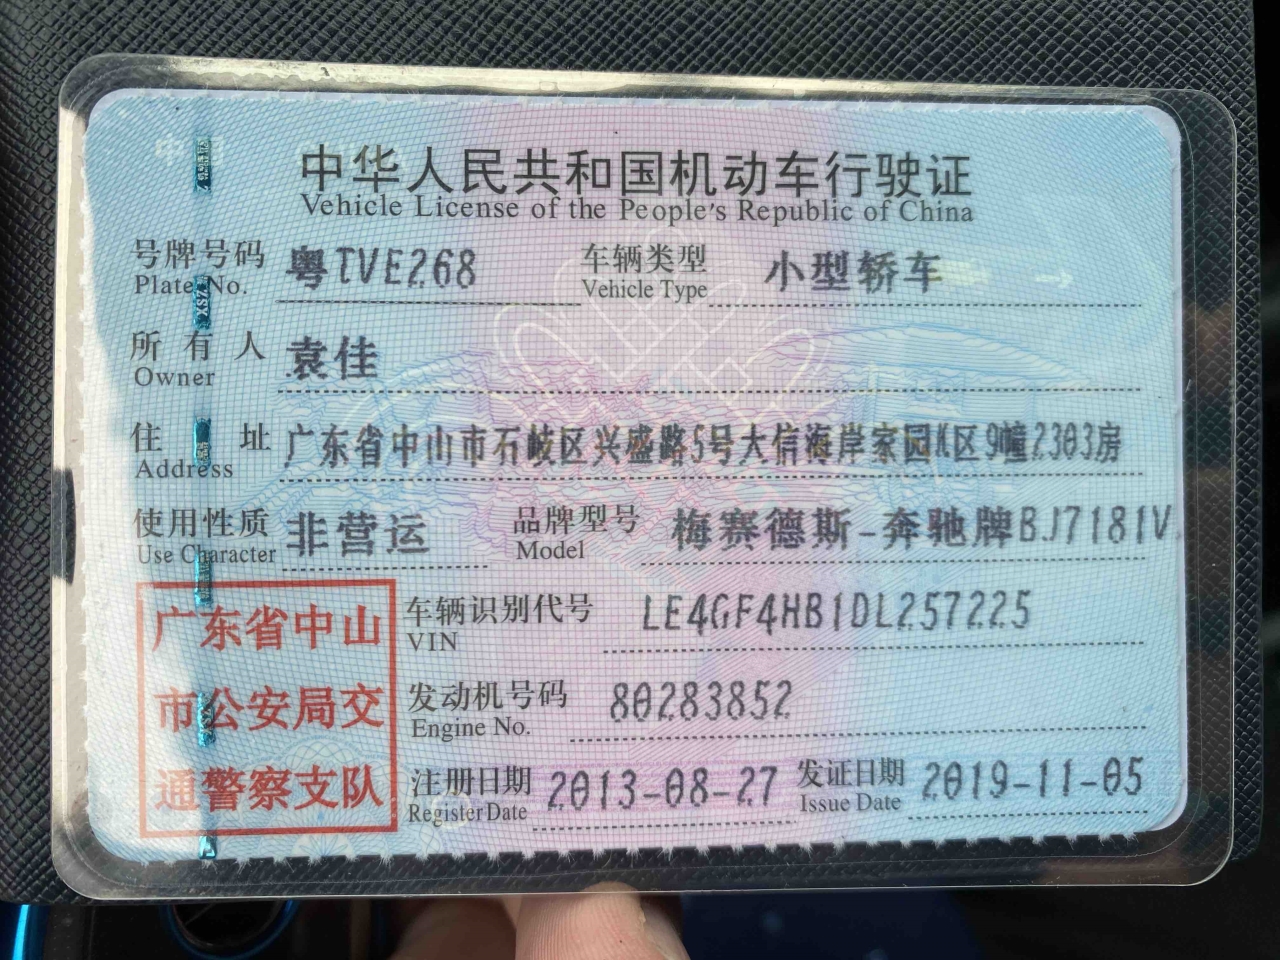 中华人民共和国机动车行驶证
Vehicle License of the People's Republic of China
号牌号码 粤TVE268 车辆类型 小型轿车
Plate No. Vehicle Type
所有人 袁佳
Owner
住址 广东省中山市石岐区兴盛路5号大信海岸家园K区9幢2303房
Address
使用性质 非营运 品牌型号 梅赛德斯-奔驰牌BJ7181V
Use Character Model
车辆识别代号 LE4GF4HB1DL257225
VIN
发动机号码 80283852
Engine No.
注册日期 2013-08-27 发证日期 2019-11-05
Register Date Issue Date
广东省中山
市公安局交
通警察支队